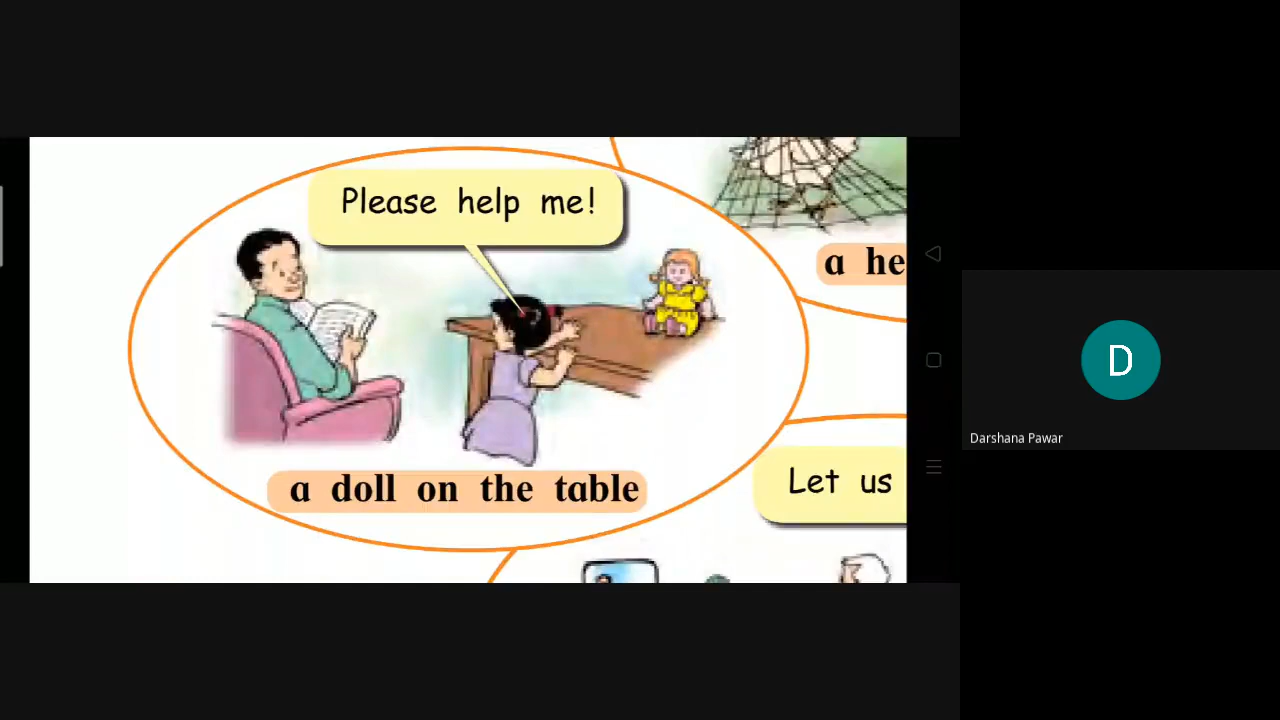 Please help me!
a he
a doll on the table
Let us
D
Darshana Pawar